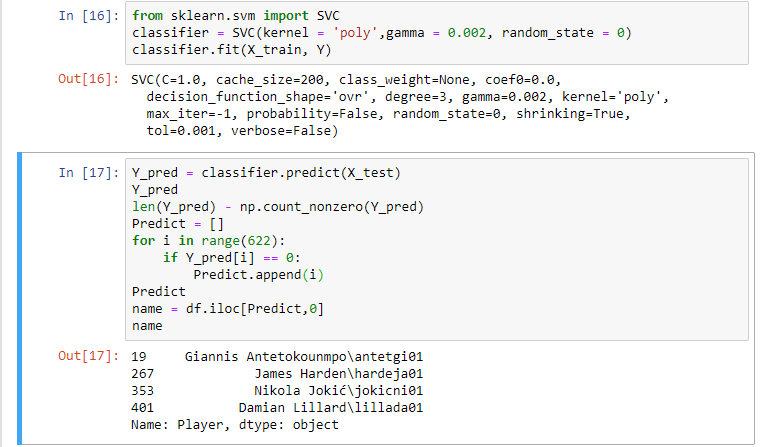 In [16]: from sklearn.svm import SVC
classifier = SVC(kernel = 'poly',gamma = 0.002, random_state = 0)
classifier.fit(X_train, Y)
Out[16]: SVC(C=1.0, cache_size=200, class_weight=None, coef0=0.0,
decision_function_shape='ovr', degree=3, gamma=0.002, kernel='poly',
max_iter=-1, probability=False, random_state=0, shrinking=True,
tol=0.001, verbose=False)
In [17]: Y_pred = classifier.predict(X_test)
Y_pred
len(Y_pred) - np.count_nonzero(Y_pred)
Predict = []
for i in range(622):
    if Y_pred[i] == 0:
        Predict.append(i)
Predict
name = df.iloc[Predict,0]
name
Out[17]: 19     Giannis Antetokounmpo\antetgi01
267             James Harden\hardeja01
353             Nikola Jokić\jokicni01
401           Damian Lillard\lillada01
Name: Player, dtype: object